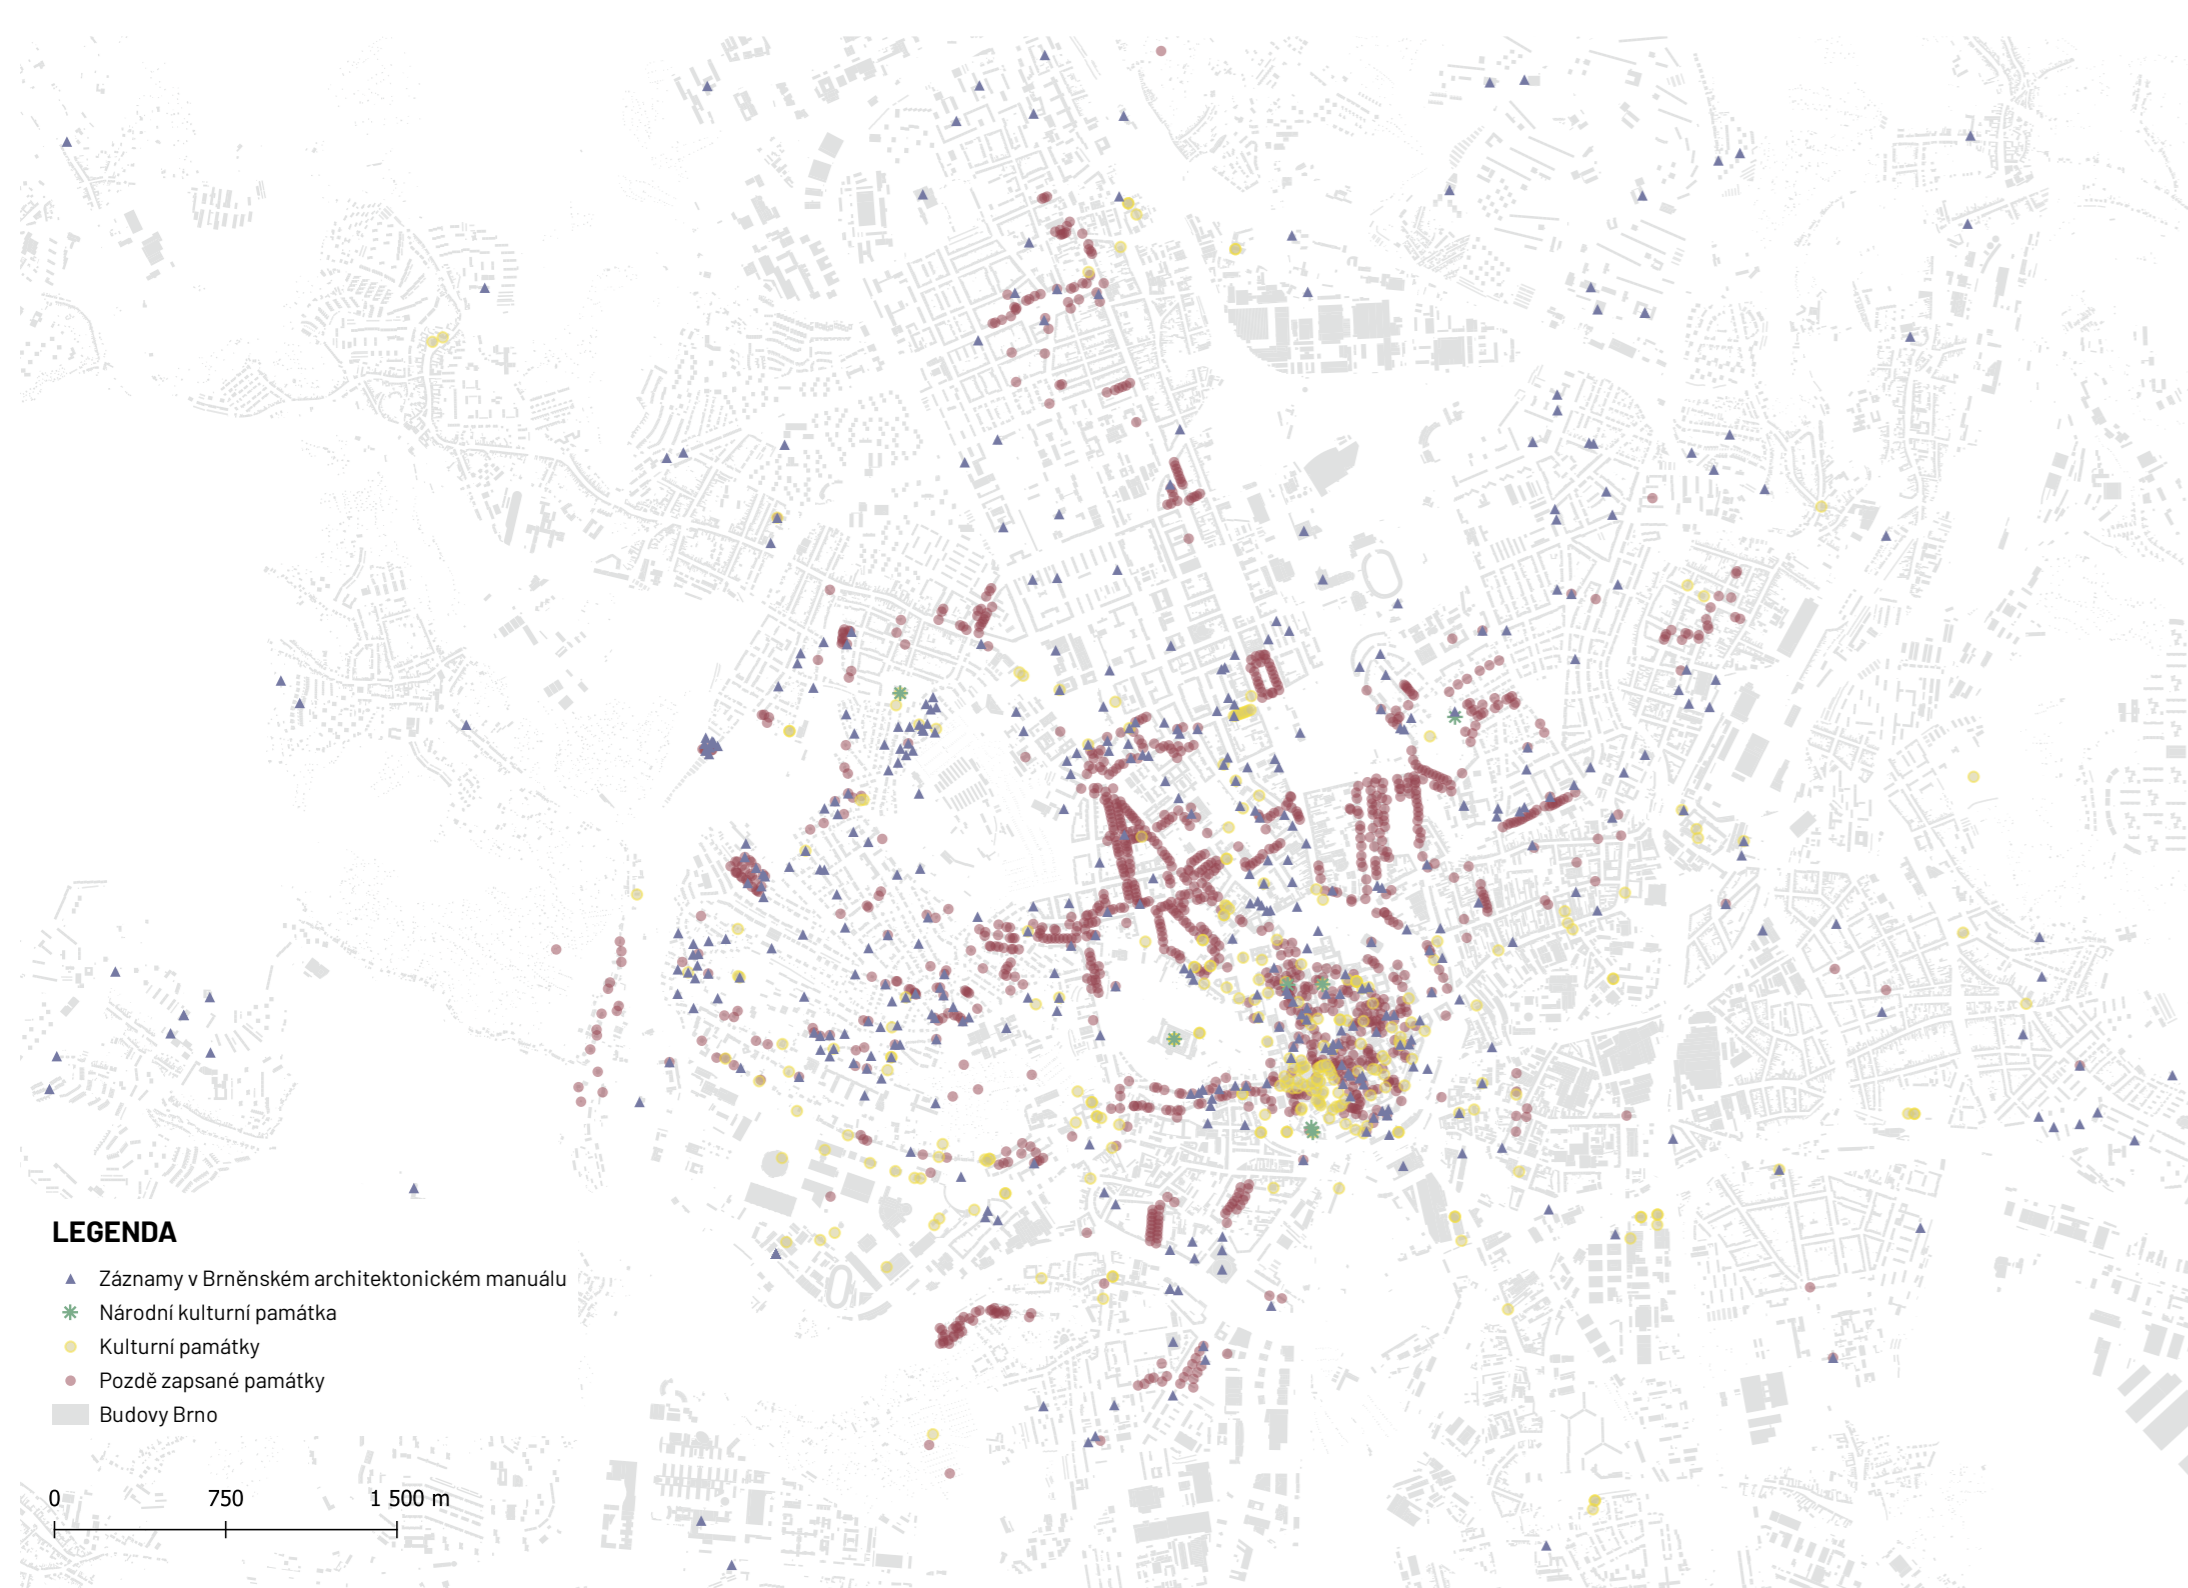 LEGENDA
Záznamy v Brněnském architektonickém manuálu
Národní kulturní památka
Kulturní památky
Pozdě zapsané památky
Budovy Brno
0 750 1 500 m